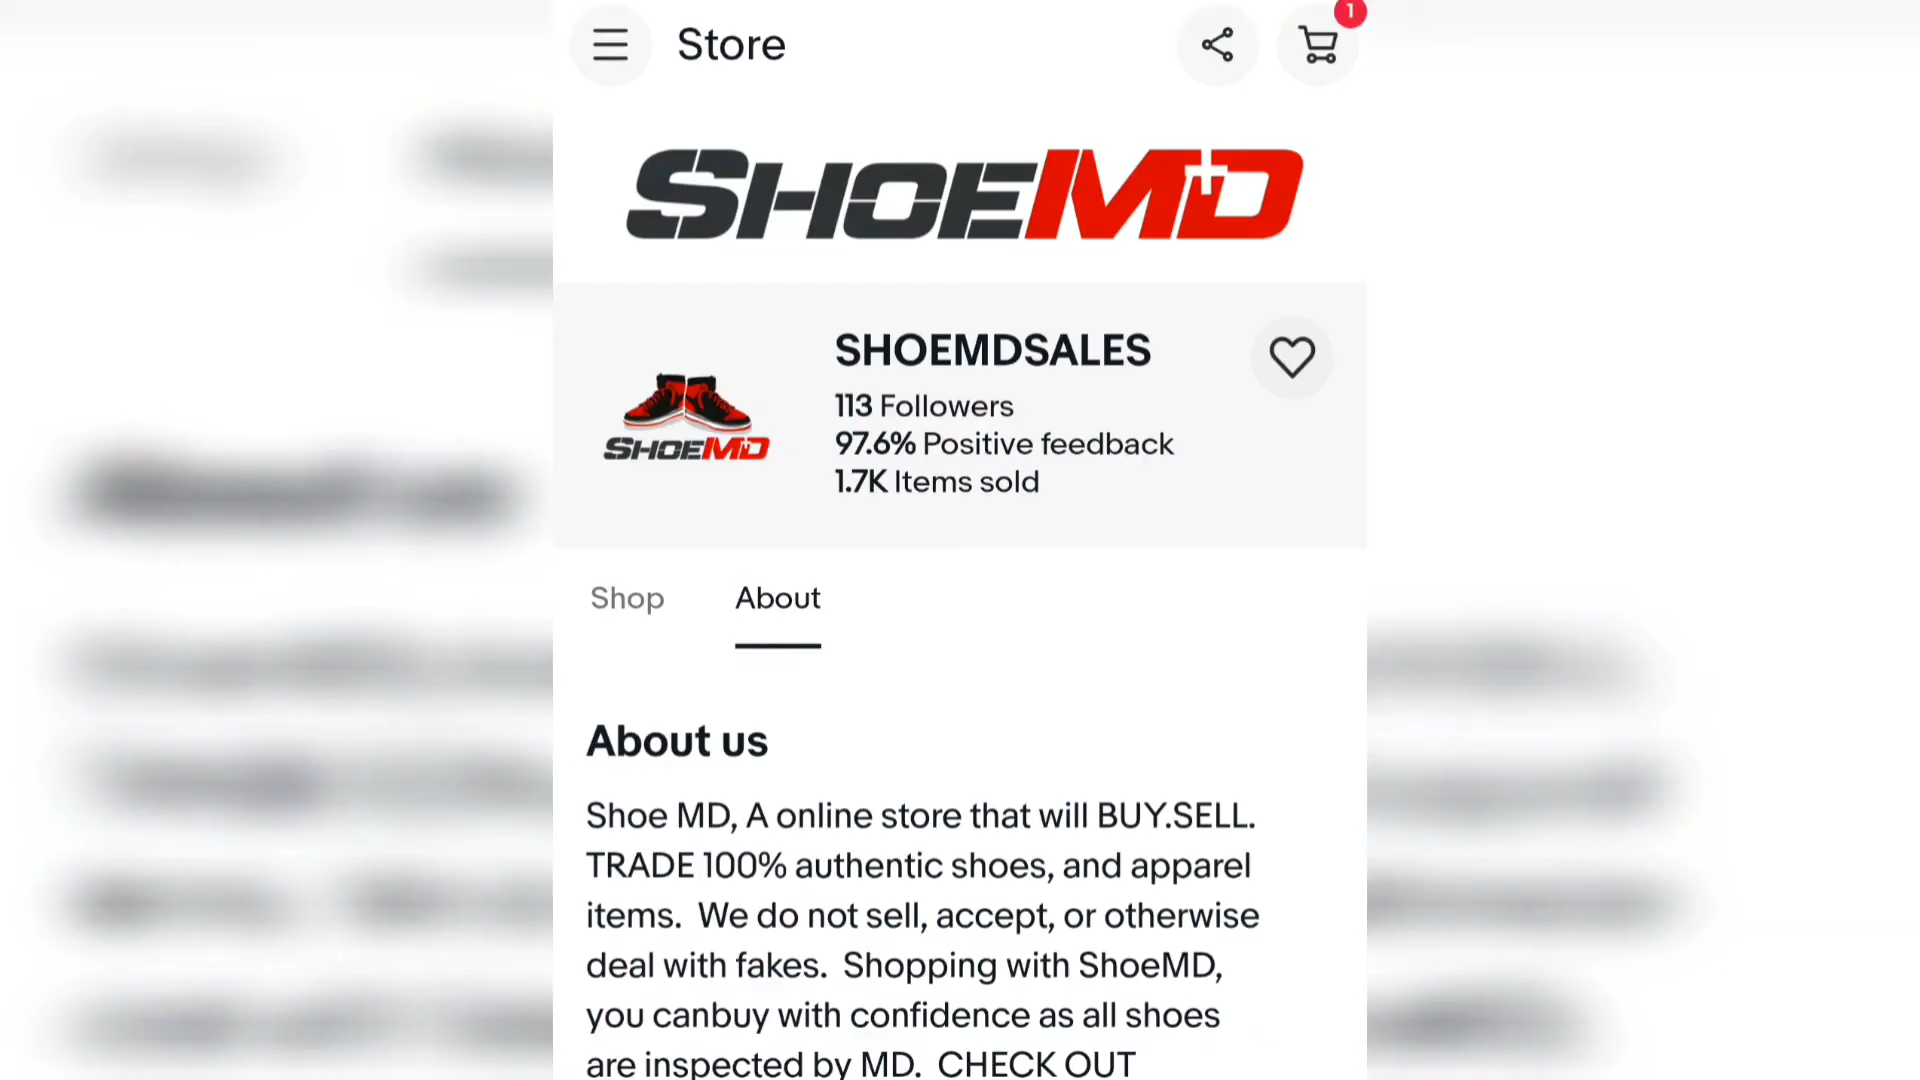 1
Store
SHOEMD
SHOEMDSALES
113 Followers
97.6% Positive feedback
1.7K Items sold
SHOEMD
Shop
About
About us
Shoe MD, A online store that will BUY.SELL.
TRADE 100% authentic shoes, and apparel
items.  We do not sell, accept, or otherwise
deal with fakes.  Shopping with ShoeMD,
you canbuy with confidence as all shoes
are inspected by MD.  CHECK OUT